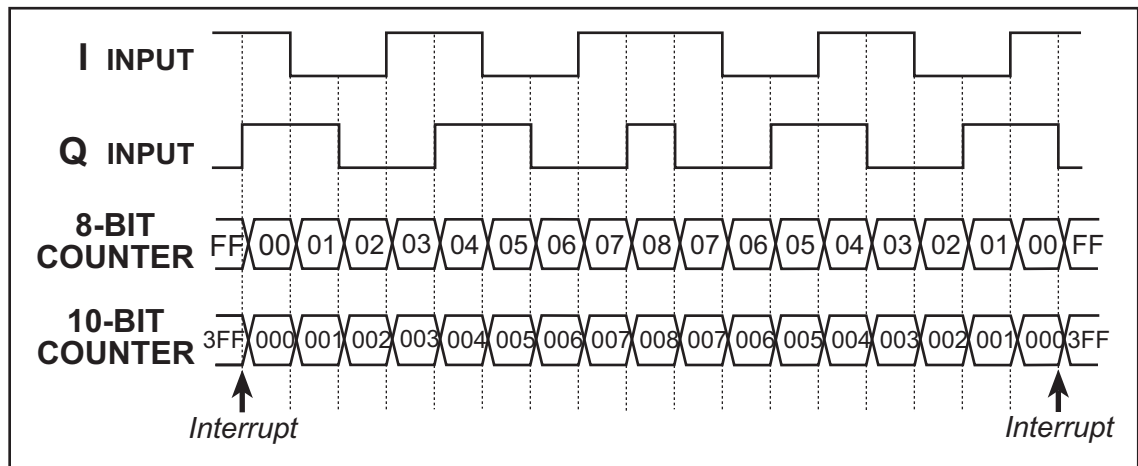 I INPUT
Q INPUT
8-BIT
COUNTER
FF 00 01 02 03 04 05 06 07 08 07 06 05 04 03 02 01 00 FF
10-BIT
COUNTER
3FF 000 001 002 003 004 005 006 007 008 007 006 005 004 003 002 001 000 3FF
Interrupt Interrupt